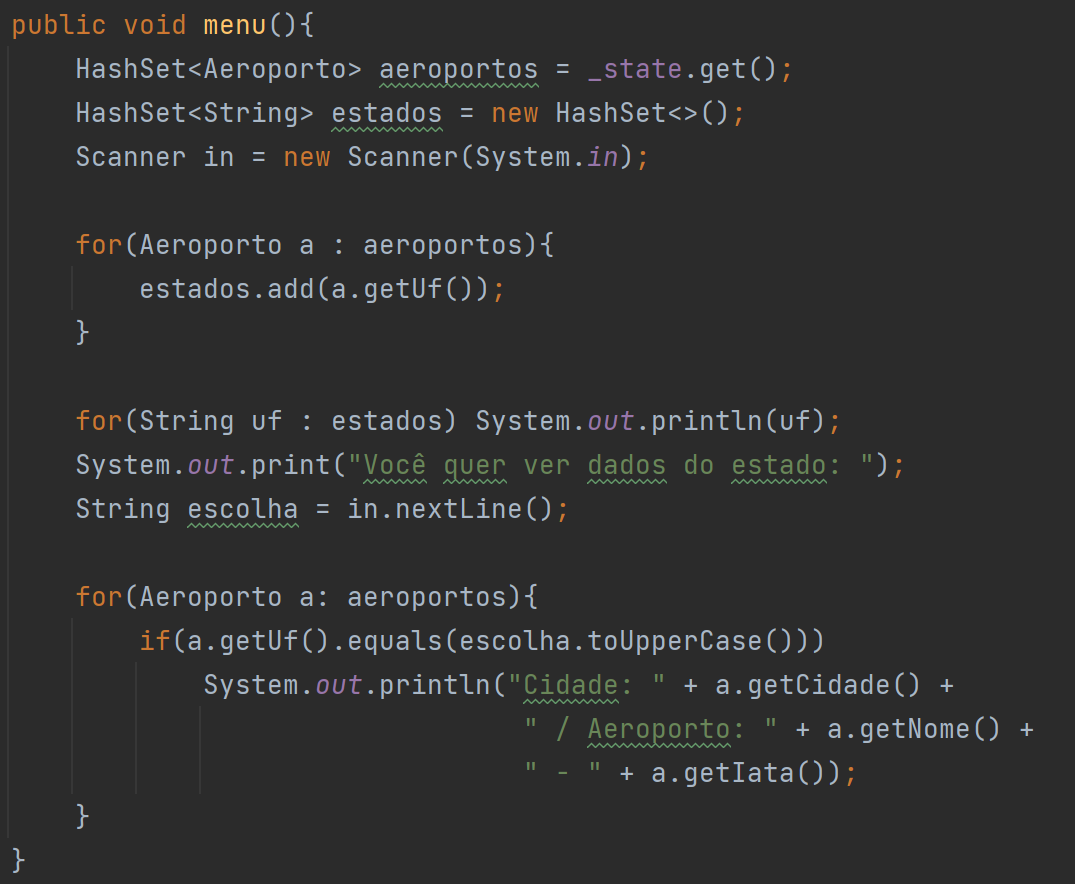 public void menu(){
    HashSet<Aeroporto> aeroportos = _state.get();
    HashSet<String> estados = new HashSet<>();
    Scanner in = new Scanner(System.in);
    for(Aeroporto a : aeroportos){
        estados.add(a.getUf());
    }
    for(String uf : estados) System.out.println(uf);
    System.out.print("Você quer ver dados do estado: ");
    String escolha = in.nextLine();
    for(Aeroporto a: aeroportos){
        if(a.getUf().equals(escolha.toUpperCase()))
            System.out.println("Cidade: " + a.getCidade() +
                                " / Aeroporto: " + a.getNome() +
                                " - " + a.getIata());
    }
}